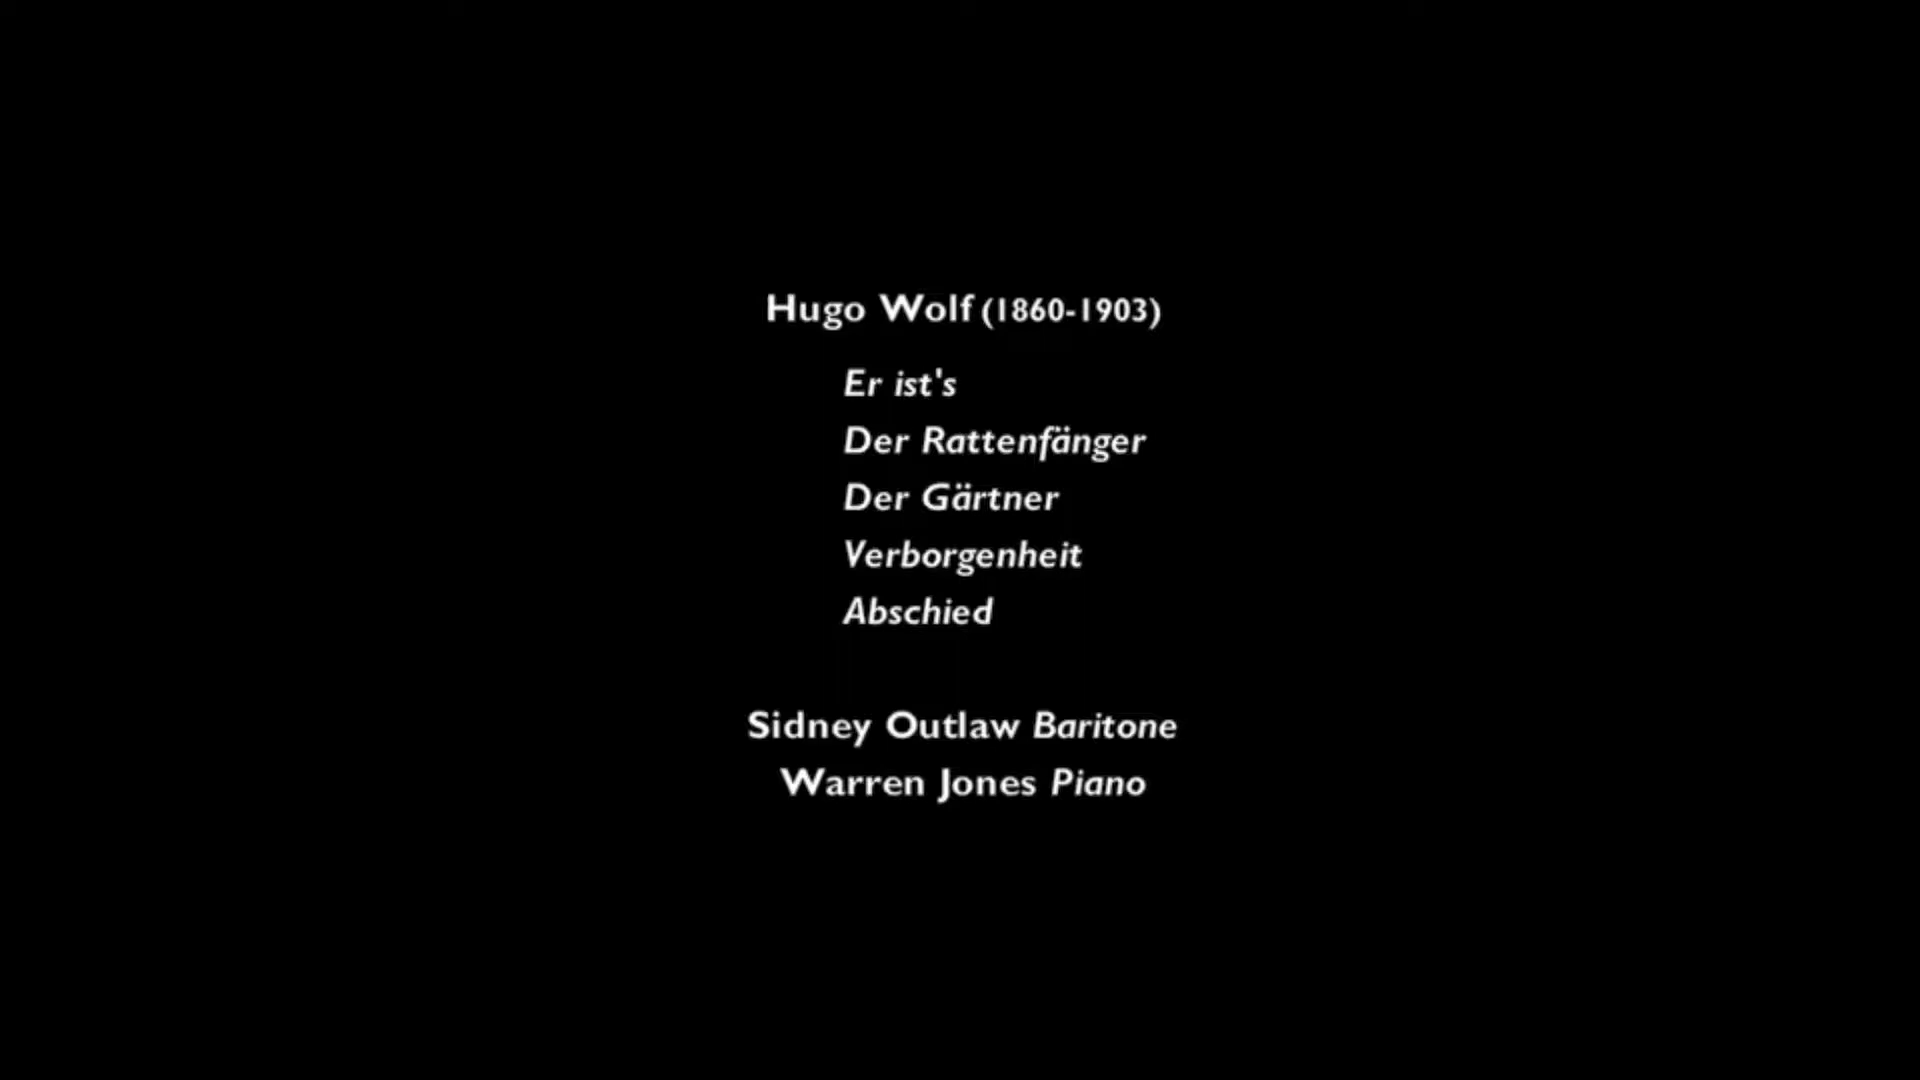 Hugo Wolf (1860-1903)
Er ist's
Der Rattenfänger
Der Gärtner
Verborgenheit
Abschied
Sidney Outlaw Baritone
Warren Jones Piano